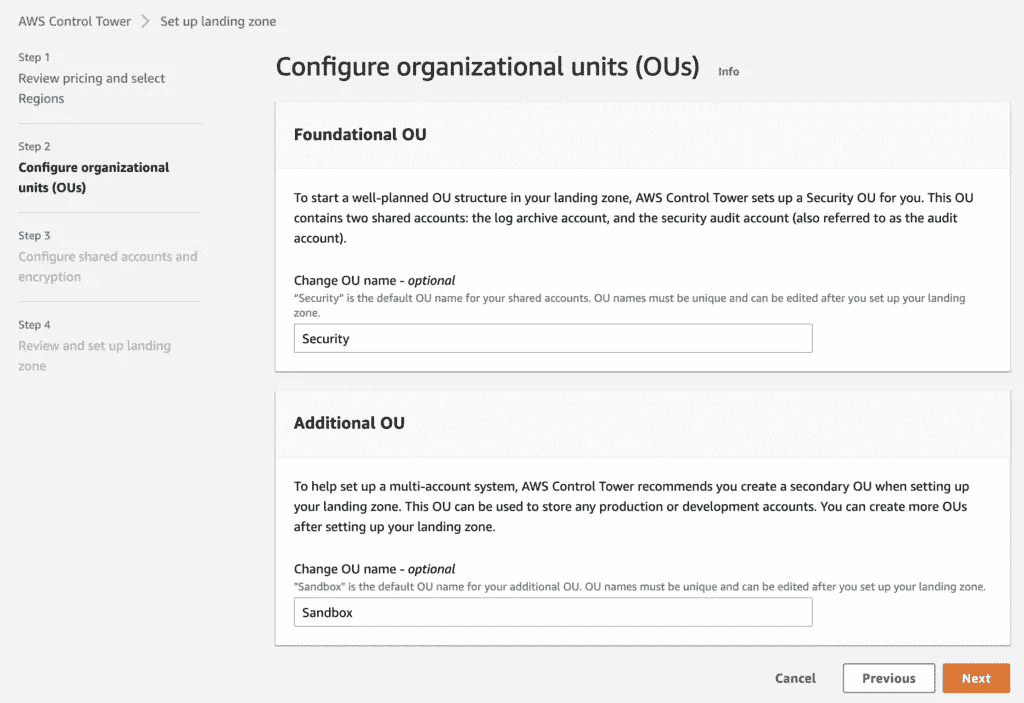 AWS Control Tower > Set up landing zone
Step 1
Review pricing and select
Regions
Step 2
Configure organizational
units (OUs)
Step 3
Configure shared accounts and
encryption
Step 4
Review and set up landing
zone
Configure organizational units (OUs) Info
Foundational OU
To start a well-planned OU structure in your landing zone, AWS Control Tower sets up a Security OU for you. This OU
contains two shared accounts: the log archive account, and the security audit account (also referred to as the audit
account).
Change OU name - optional
"Security" is the default OU name for your shared accounts. OU names must be unique and can be edited after you set up your landing
zone.
Security
Additional OU
To help set up a multi-account system, AWS Control Tower recommends you create a secondary OU when setting up
your landing zone. This OU can be used to store any production or development accounts. You can create more OUs
after setting up your landing zone.
Change OU name - optional
"Sandbox" is the default OU name for your additional OU. OU names must be unique and can be edited after you set up your landing zone.
Sandbox
Cancel Previous Next